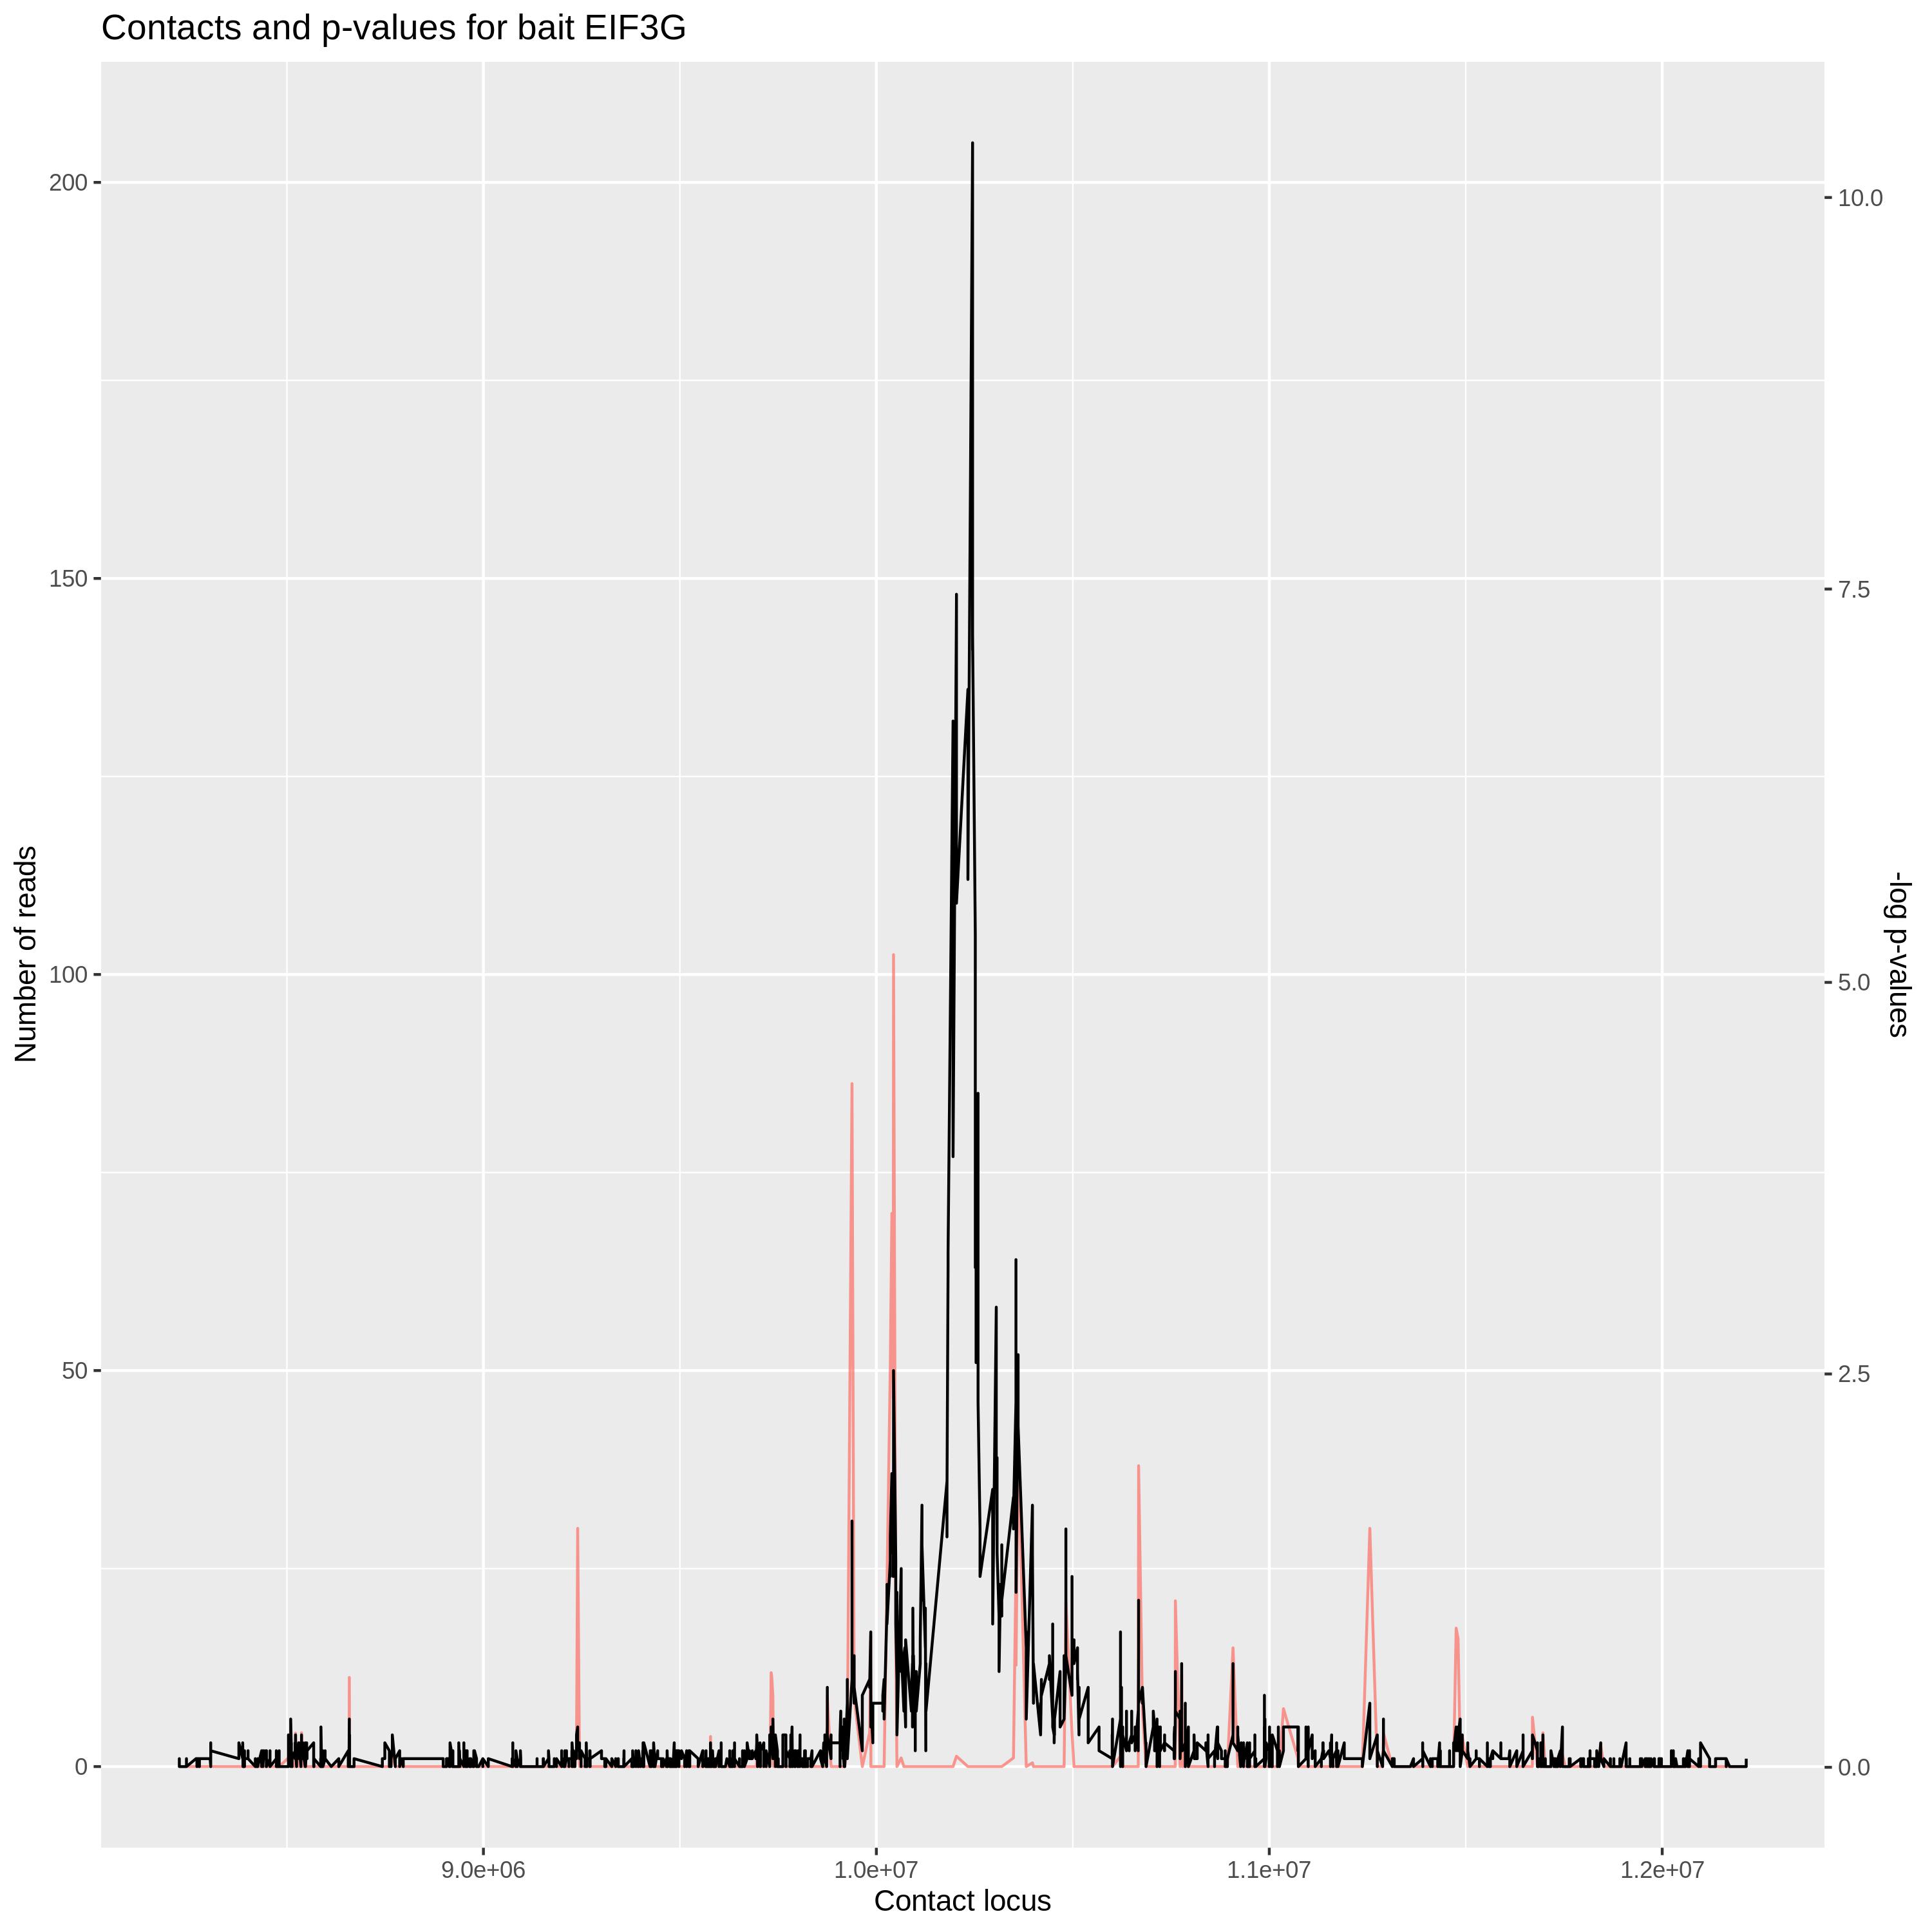 Contacts and p-values for bait EIF3G
200
150
100
50
0
Number of reads
10.0
7.5
5.0
2.5
0.0
-log p-values
9.0e+06
1.0e+07
1.1e+07
1.2e+07
Contact locus